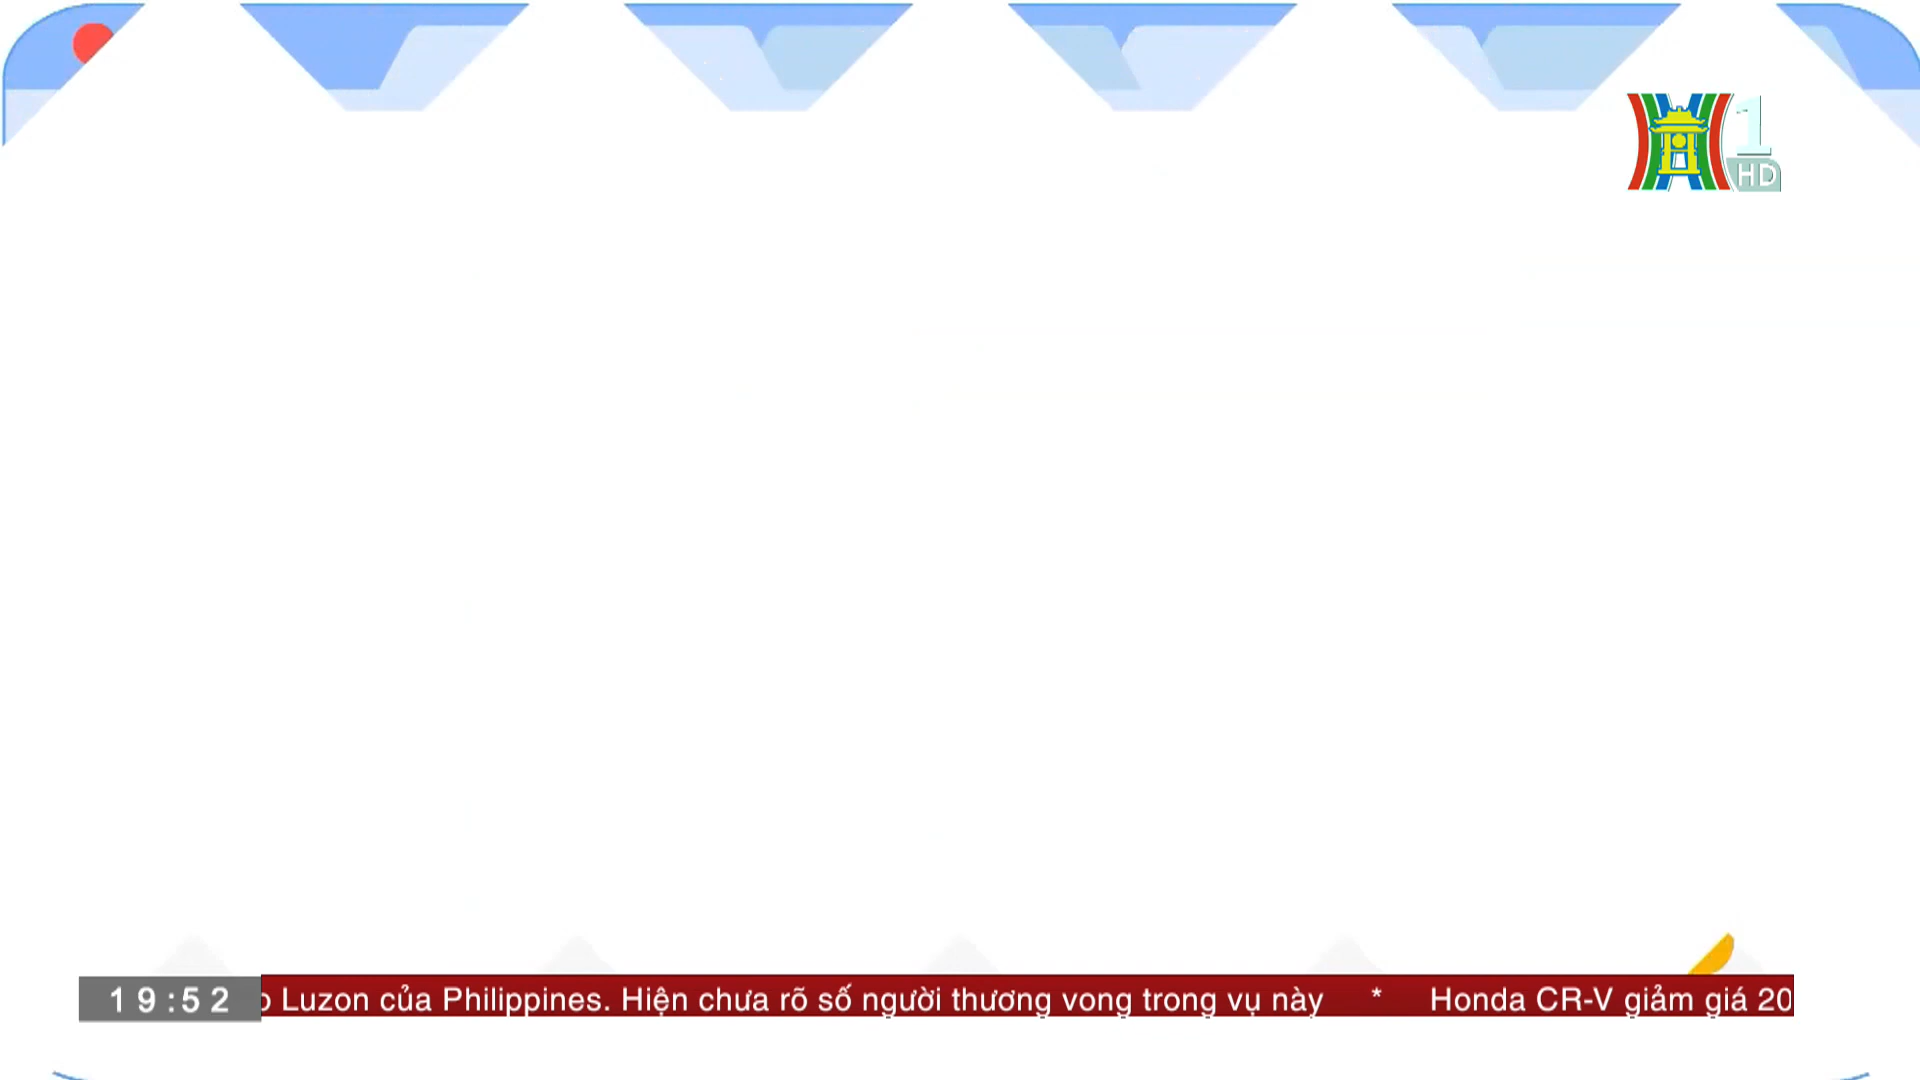 1
HD
19:52
Luzon của Philippines. Hiện chưa rõ số người thương vong trong vụ này * Honda CR-V giảm giá 20